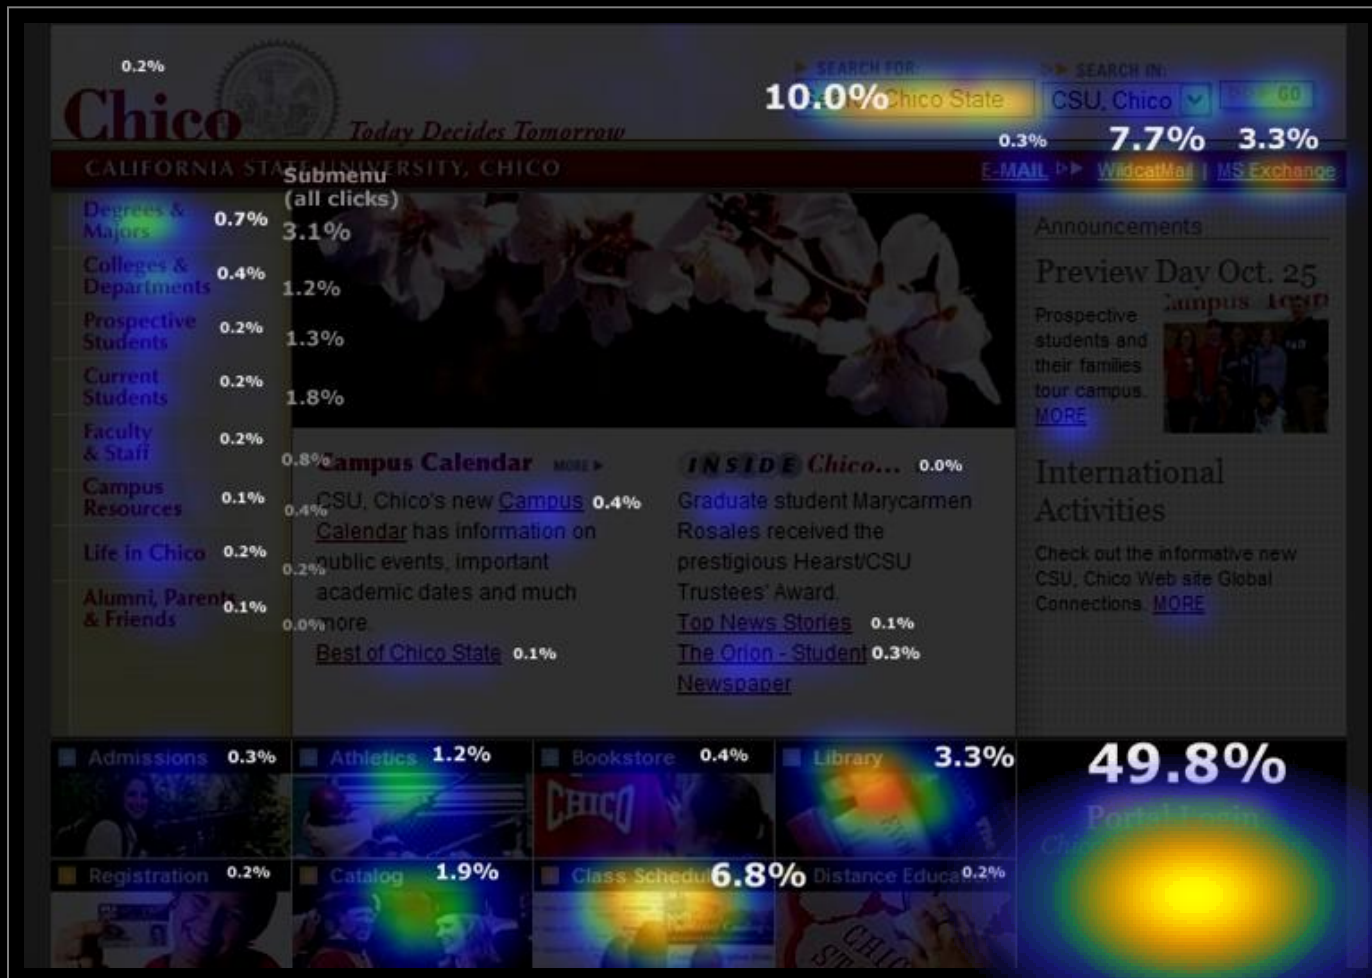 0.2%
Chico
Today Decides Tomorrow
SEARCH FOR:
10.0% Chico State
SEARCH IN:
CSU, Chico
GO
0.3% 7.7% 3.3%
CALIFORNIA STATE UNIVERSITY, CHICO
E-MAIL WildcatMail | MS Exchange
Submenu
(all clicks)
Degrees &
Majors
0.7% 3.1%
Colleges &
Departments
0.4% 1.2%
Prospective
Students
0.2% 1.3%
Current
Students
0.2% 1.8%
Faculty
& Staff
0.2% 0.8%
Campus
Resources
0.1% 0.4%
Life in Chico 0.2% 0.2%
Alumni, Parents
& Friends
0.1% 0.0%
Campus Calendar MORE
CSU, Chico's new Campus 0.4%
Calendar has information on
public events, important
academic dates and much
more.
Best of Chico State 0.1%
INSIDE Chico... 0.0%
Graduate student Marycarmen
Rosales received the
prestigious Hearst/CSU
Trustees' Award.
Top News Stories 0.1%
The Orion - Student 0.3%
Newspaper
Announcements
Preview Day Oct. 25
Prospective
students and
their families
tour campus.
MORE
International
Activities
Check out the informative new
CSU, Chico Web site Global
Connections. MORE
Admissions 0.3%
Athletics 1.2%
Bookstore 0.4%
CHICO
Library 3.3%
49.8%
Portal Login
Registration 0.2%
Catalog 1.9%
Class Schedu 6.8%
Distance Educa 0.2%